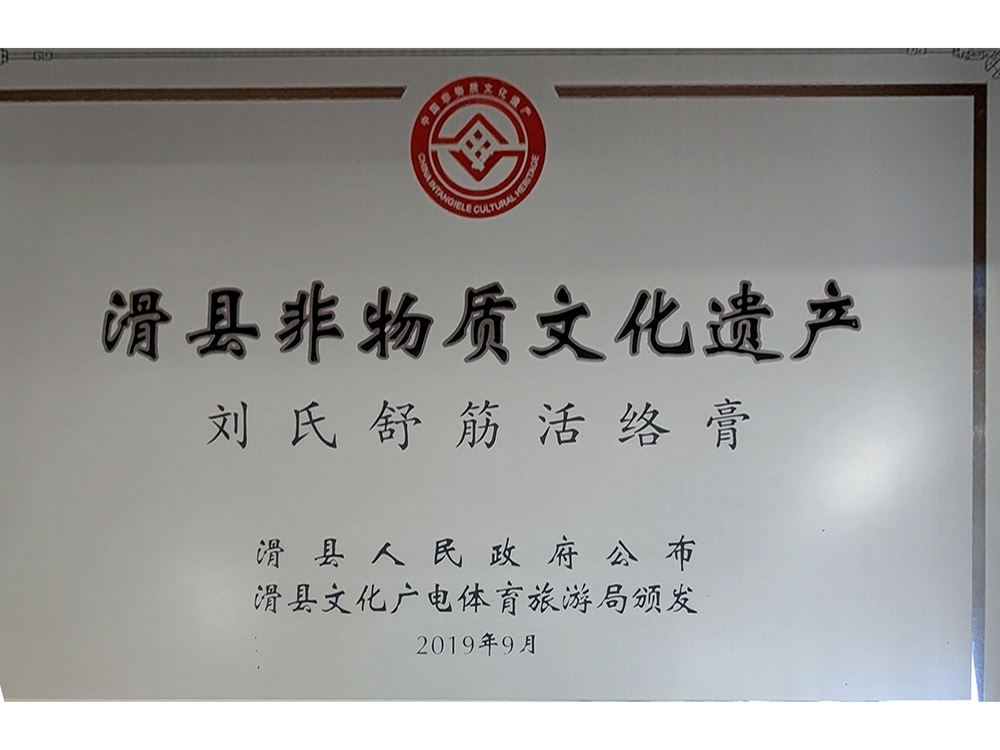 中国非物质文化遗产
CHINA INTANGIELE CULTURAL HERITAGE
滑县非物质文化遗产
刘氏舒筋活络膏
滑县人民政府公布
滑县文化广电体育旅游局颁发
2019年9月